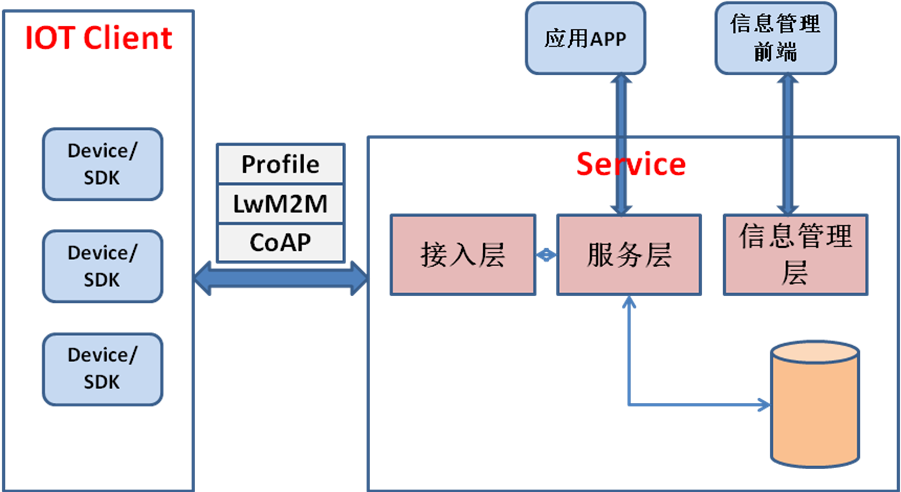 IOT Client
Device/
SDK
Device/
SDK
Device/
SDK
Profile
LwM2M
CoAP
应用APP
信息管理
前端
Service
接入层
服务层
信息管理
层